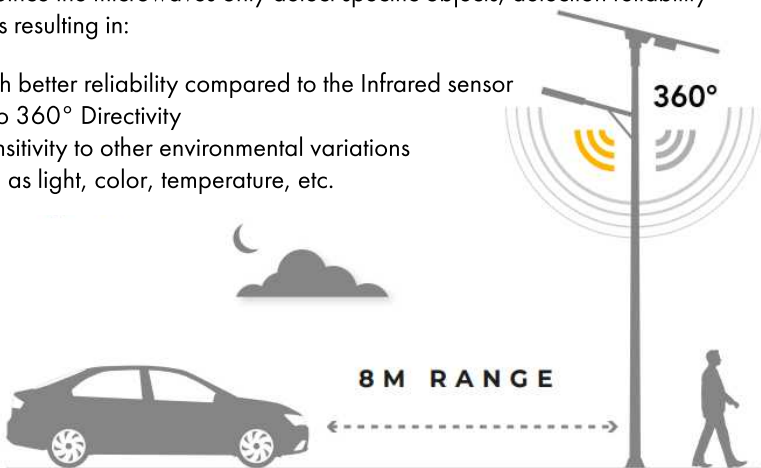 the microwaves only detect specific objects, detection reliability
s resulting in:
h better reliability compared to the Infrared sensor
o 360° Directivity
nsitivity to other environmental variations
as light, color, temperature, etc.
360°
8M RANGE